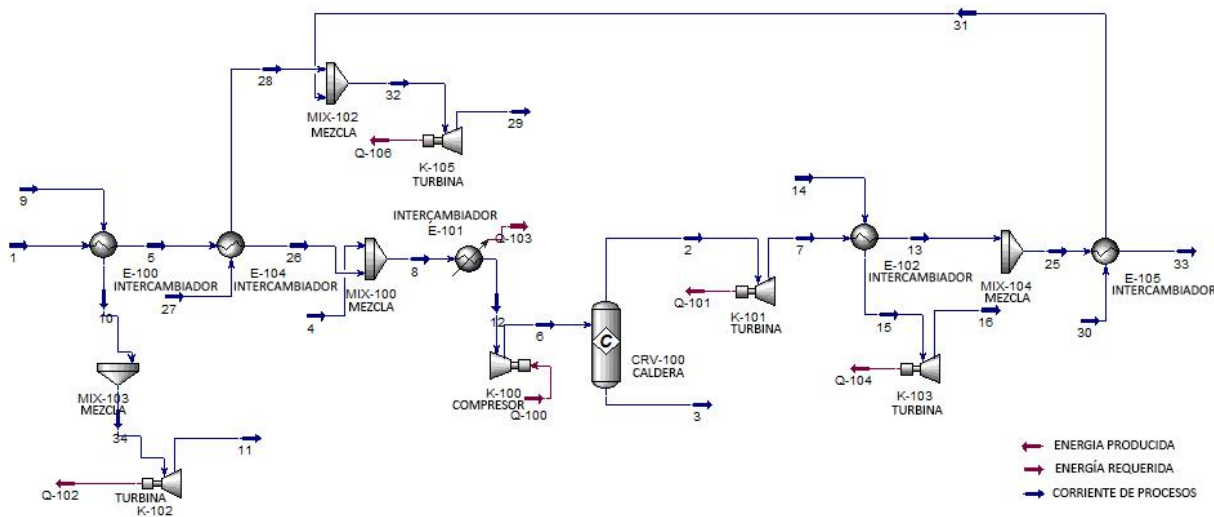 31
28
32
29
MIX-102
MEZCLA
Q-106
K-105
TURBINA
9
14
INTERCAMBIADOR
É-101
Q-103
1
5
26
8
2
7
13
25
33
E-100
INTERCAMBIADOR
E-104
INTERCAMBIADOR
MIX-100
MEZCLA
27
4
10
12
6
Q-101
K-101
TURBINA
E-102
INTERCAMBIADOR
MIX-104
MEZCLA
E-105
INTERCAMBIADOR
30
15
16
CRV-100
CALDERA
C
K-100
COMPRESOR
Q-100
3
Q-104
K-103
TURBINA
MIX-103
MEZCLA
34
11
Q-102
TURBINA
K-102
ENERGIA PRODUCIDA
ENERGÍA REQUERIDA
CORRIENTE DE PROCESOS